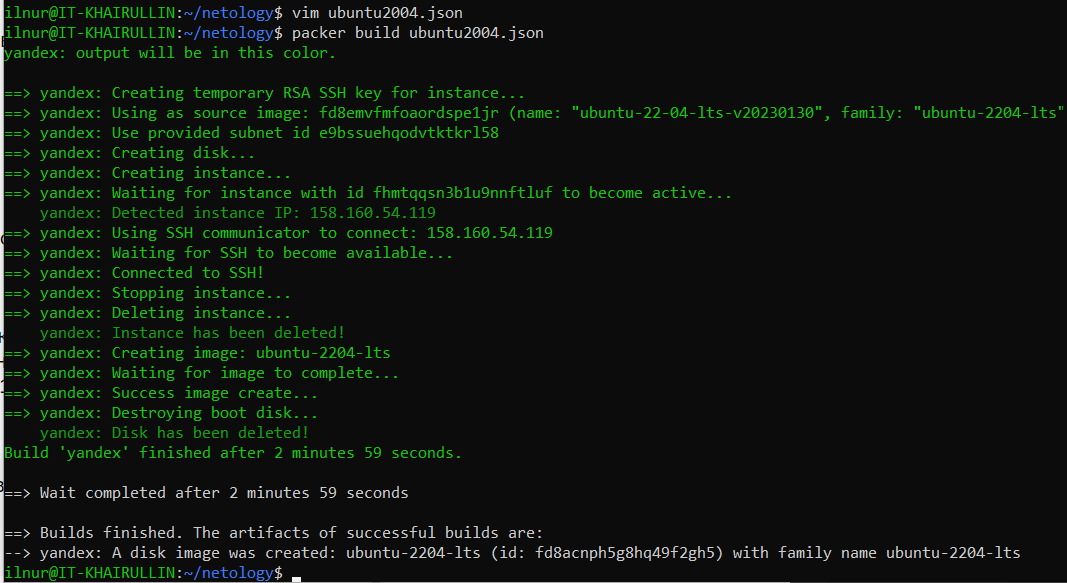 ilnur@IT-KHAIRULLIN:~/netology$ vim ubuntu2004.json
ilnur@IT-KHAIRULLIN:~/netology$ packer build ubuntu2004.json
yandex: output will be in this color.
==> yandex: Creating temporary RSA SSH key for instance...
==> yandex: Using as source image: fd8emvfmfoaordspe1jr (name: "ubuntu-22-04-lts-v20230130", family: "ubuntu-2204-lts"
==> yandex: Use provided subnet id e9bssuehqodvtktkrl58
==> yandex: Creating disk...
==> yandex: Creating instance...
==> yandex: Waiting for instance with id fhmtqqsn3b1u9nnftluf to become active...
yandex: Detected instance IP: 158.160.54.119
==> yandex: Using SSH communicator to connect: 158.160.54.119
==> yandex: Waiting for SSH to become available...
==> yandex: Connected to SSH!
==> yandex: Stopping instance...
==> yandex: Deleting instance...
yandex: Instance has been deleted!
==> yandex: Creating image: ubuntu-2204-lts
==> yandex: Waiting for image to complete...
==> yandex: Success image create...
==> yandex: Destroying boot disk...
yandex: Disk has been deleted!
Build 'yandex' finished after 2 minutes 59 seconds.
==> Wait completed after 2 minutes 59 seconds
==> Builds finished. The artifacts of successful builds are:
--> yandex: A disk image was created: ubuntu-2204-lts (id: fd8acnph5g8hq49f2gh5) with family name ubuntu-2204-lts
ilnur@IT-KHAIRULLIN:~/netology$